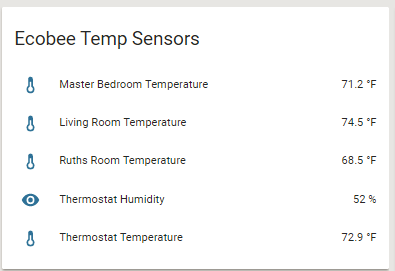 Ecobee Temp Sensors
Master Bedroom Temperature 71.2 °F
Living Room Temperature 74.5 °F
Ruths Room Temperature 68.5 °F
Thermostat Humidity 52 %
Thermostat Temperature 72.9 °F